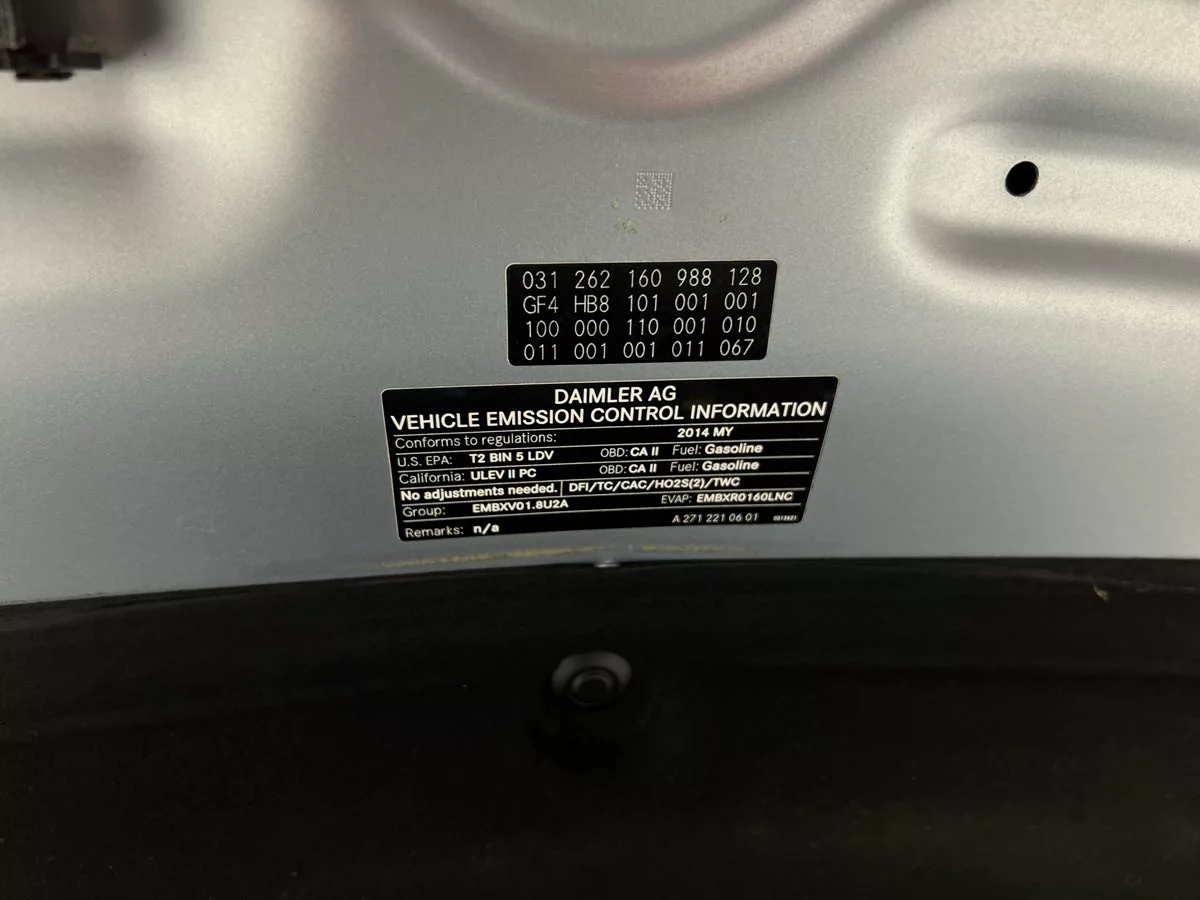 031 262 160 988 128
GF4 HB8 101 001 001
100 000 110 001 010
011 001 001 011 067
DAIMLER AG
VEHICLE EMISSION CONTROL INFORMATION
Conforms to regulations: 2014 MY
U.S. EPA: T2 BIN 5 LDV OBD: CA II Fuel: Gasoline
California: ULEV II PC OBD: CA II Fuel: Gasoline
No adjustments needed. DFI/TC/CAC/HO2S(2)/TWC
Group: EMBXV01.8U2A EVAP: EMBXR0160LNC
Remarks: n/a A 271 221 06 01